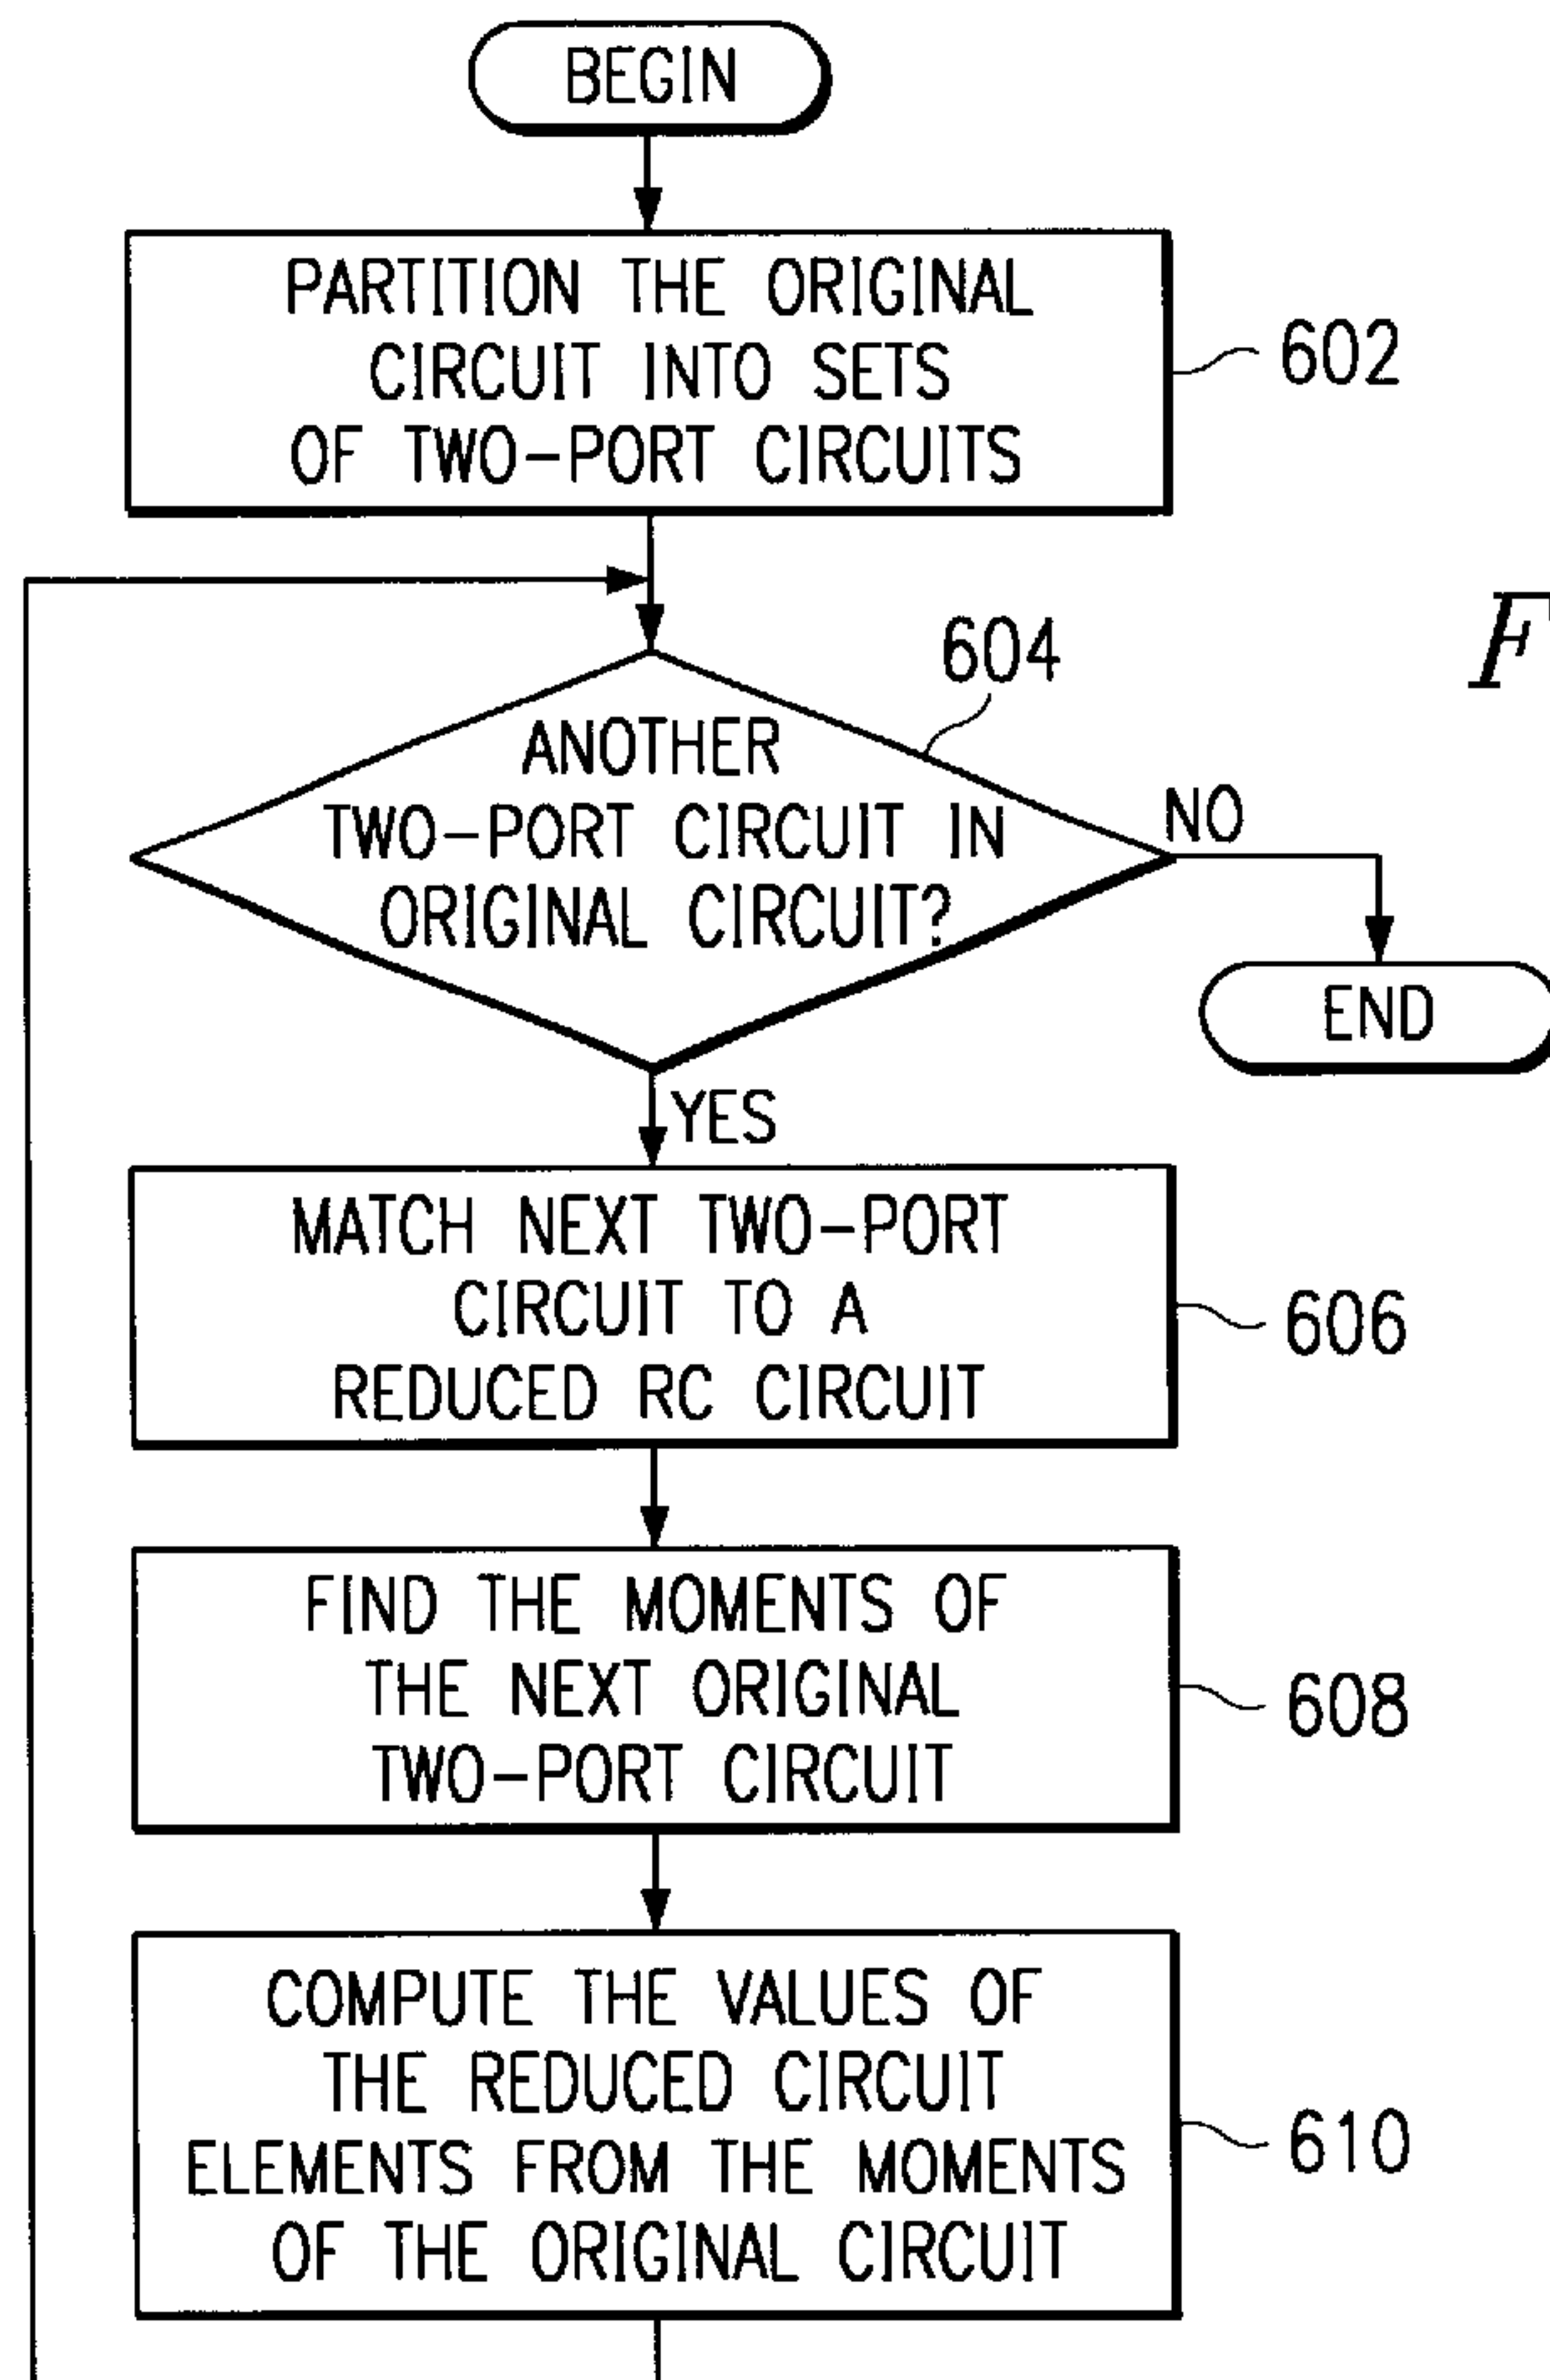 BEGIN
PARTITION THE ORIGINAL
CIRCUIT INTO SETS
OF TWO-PORT CIRCUITS
602
F
604
ANOTHER
TWO-PORT CIRCUIT IN
ORIGINAL CIRCUIT?
NO
END
YES
MATCH NEXT TWO-PORT
CIRCUIT TO A
REDUCED RC CIRCUIT
606
FIND THE MOMENTS OF
THE NEXT ORIGINAL
TWO-PORT CIRCUIT
608
COMPUTE THE VALUES OF
THE REDUCED CIRCUIT
ELEMENTS FROM THE MOMENTS
OF THE ORIGINAL CIRCUIT
610